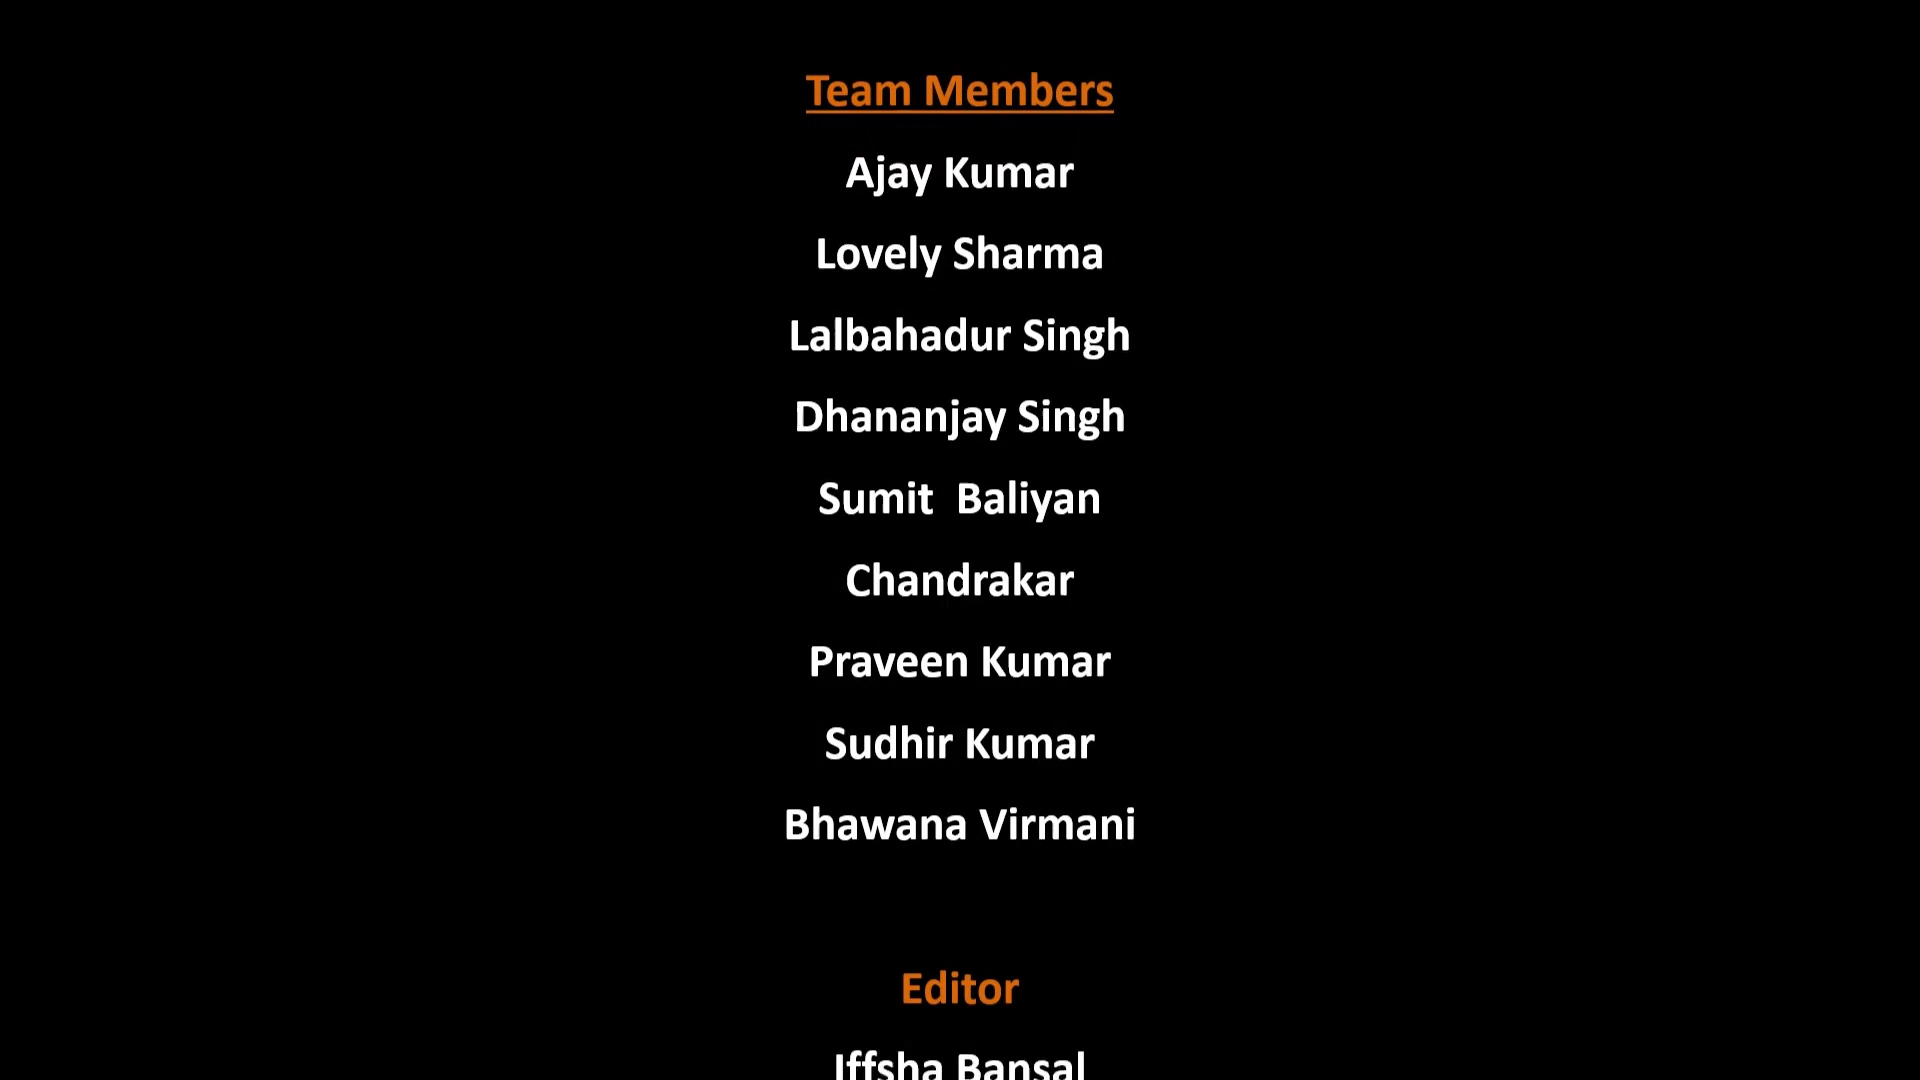 Team Members
Ajay Kumar
Lovely Sharma
Lalbahadur Singh
Dhananjay Singh
Sumit  Baliyan
Chandrakar
Praveen Kumar
Sudhir Kumar
Bhawana Virmani
Editor
Iffsha Bansal